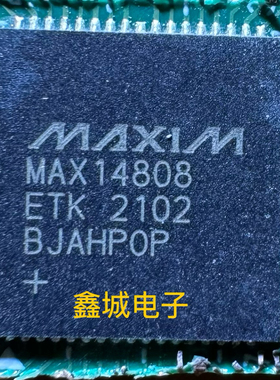 MAXIM
MAX14808
ETK 2102
BJAHPOP
+
鑫城电子